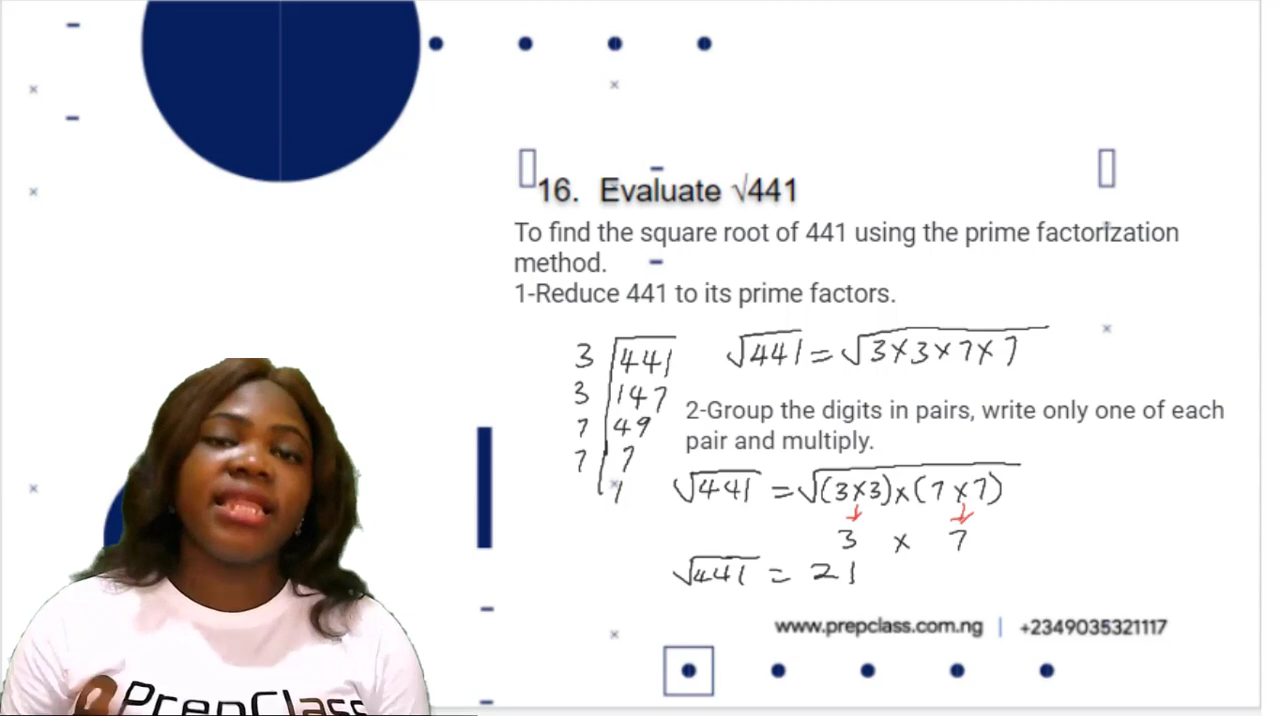 16. Evaluate √441
To find the square root of 441 using the prime factorization
method.
1-Reduce 441 to its prime factors.
3 | 441
3 | 147
7 | 49
7 | 7
1
√441 = √3×3×7×7
2-Group the digits in pairs, write only one of each
pair and multiply.
√441 = √(3×3)×(7×7)
3 × 7
√441 = 21
www.prepclass.com.ng | +2349035321117
PrepClass